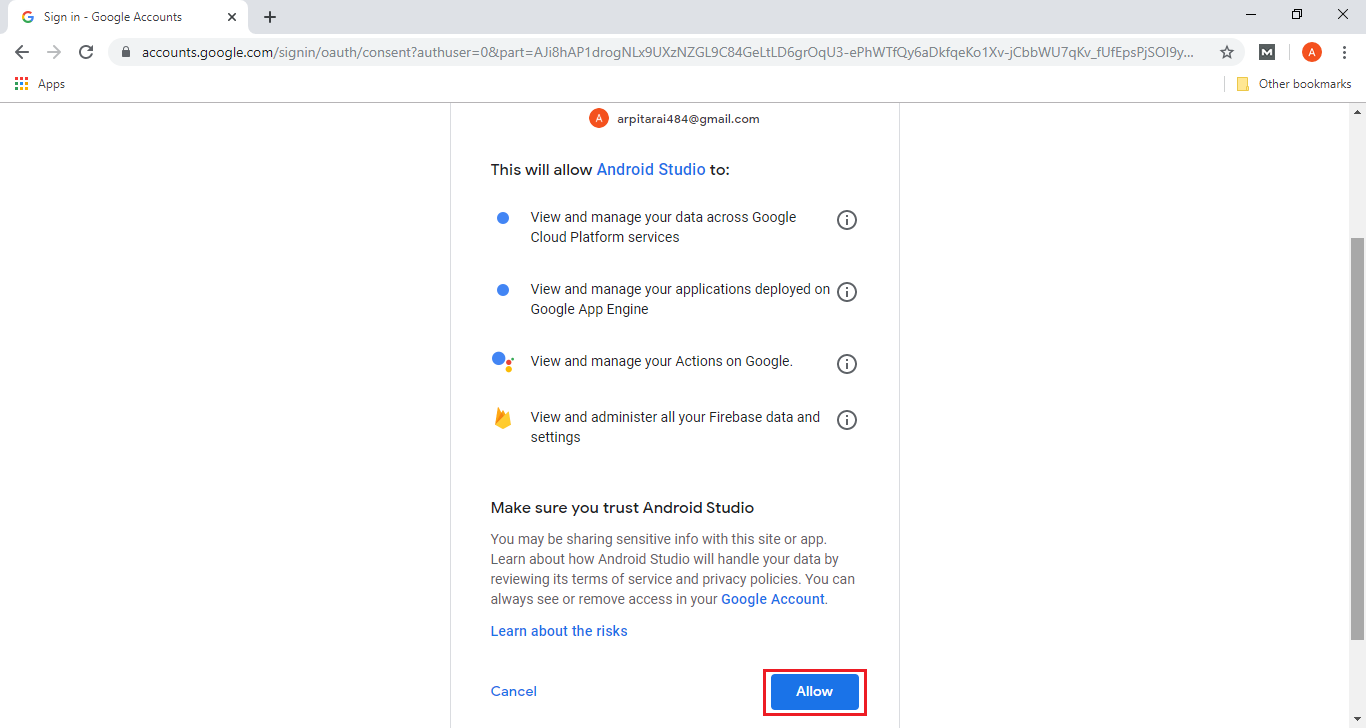 Sign in - Google Accounts
accounts.google.com/signin/oauth/consent?authuser=0&part=AJi8hAP1drogNLx9UXzNZGL9C84GeLtLD6grOqU3-ePhWTfQy6aDkfqeKo1Xv-jCbbWU7qKv_fUfEpsPjSOI9y...
M
A
Apps
Other bookmarks
A
arpitarai484@gmail.com
This will allow Android Studio to:
View and manage your data across Google
Cloud Platform services
View and manage your applications deployed on
Google App Engine
View and manage your Actions on Google.
View and administer all your Firebase data and
settings
Make sure you trust Android Studio
You may be sharing sensitive info with this site or app.
Learn about how Android Studio will handle your data by
reviewing its terms of service and privacy policies. You can
always see or remove access in your Google Account.
Learn about the risks
Cancel
Allow